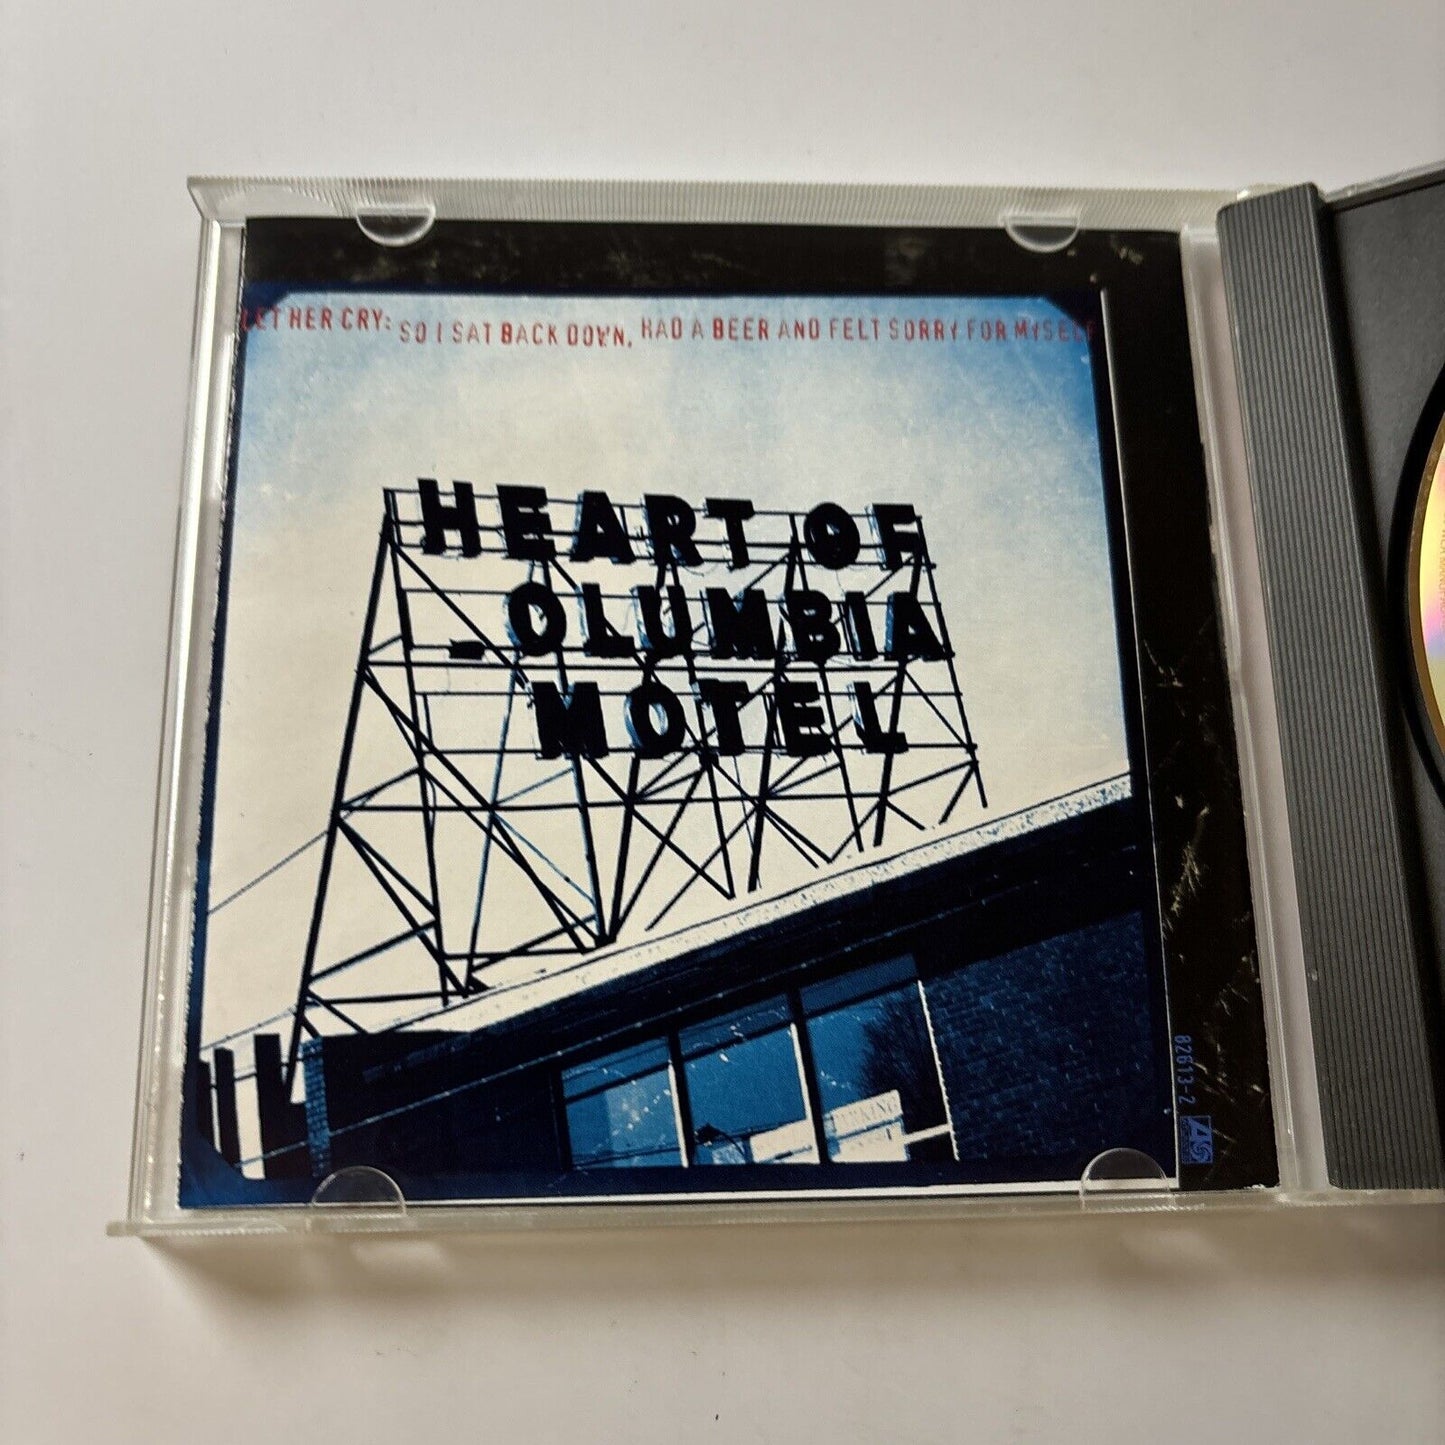 LET HER CRY: SO I SAT BACK DOWN, HAD A BEER AND FELT SORRY FOR MYSELF
HEART OF
OLUMBIA
MOTEL
82613-2